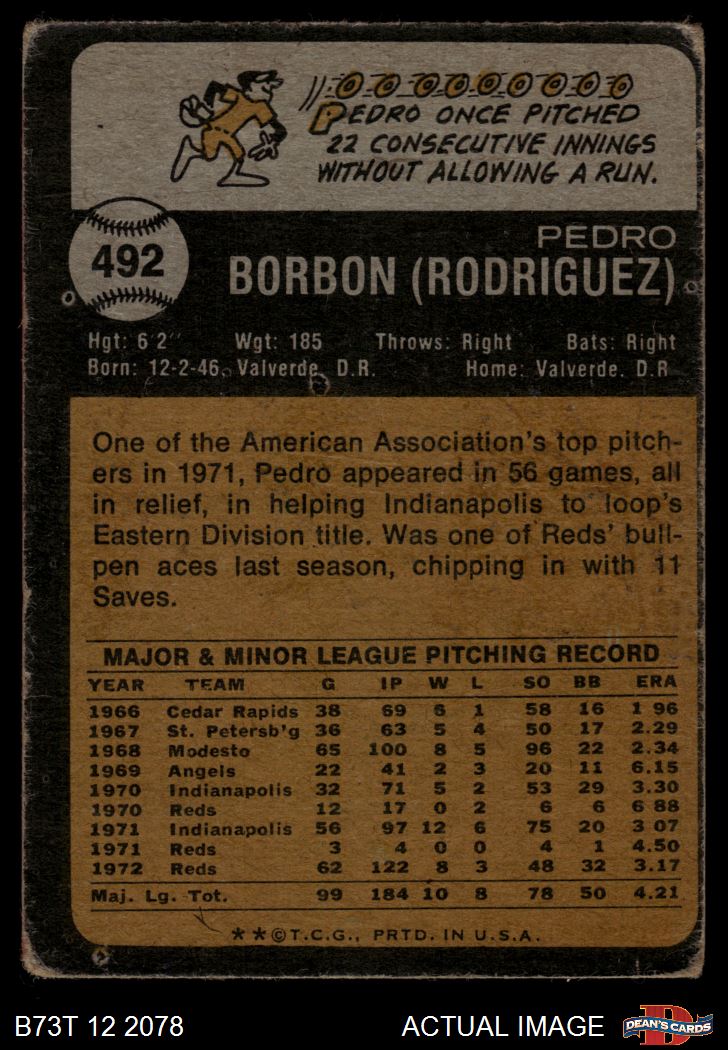 PEDRO ONCE PITCHED
22 CONSECUTIVE INNINGS
WITHOUT ALLOWING A RUN.
492
PEDRO
BORBON (RODRIGUEZ)
Hgt: 6 2" Wgt: 185 Throws: Right Bats: Right
Born: 12-2-46, Valverde, D.R. Home: Valverde. D.R
One of the American Association's top pitch-
ers in 1971, Pedro appeared in 56 games, all
in relief, in helping Indianapolis to loop's
Eastern Division title. Was one of Reds' bull-
pen aces last season, chipping in with 11
Saves.
MAJOR & MINOR LEAGUE PITCHING RECORD
YEAR TEAM G IP W L SO BB ERA
1966 Cedar Rapids 38 69 6 1 58 16 1 96
1967 St. Petersb'g 36 63 5 4 50 17 2.29
1968 Modesto 65 100 8 5 96 22 2.34
1969 Angels 22 41 2 3 20 11 6.15
1970 Indianapolis 32 71 5 2 53 29 3.30
1970 Reds 12 17 0 2 6 6 6 88
1971 Indianapolis 56 97 12 6 75 20 3 07
1971 Reds 3 4 0 0 4 1 4.50
1972 Reds 62 122 8 3 48 32 3.17
Maj. Lg. Tot. 99 184 10 8 78 50 4.21
**©T.C.G., PRTD. IN U.S.A.
B73T 12 2078 ACTUAL IMAGE D DEAN'S CARDS